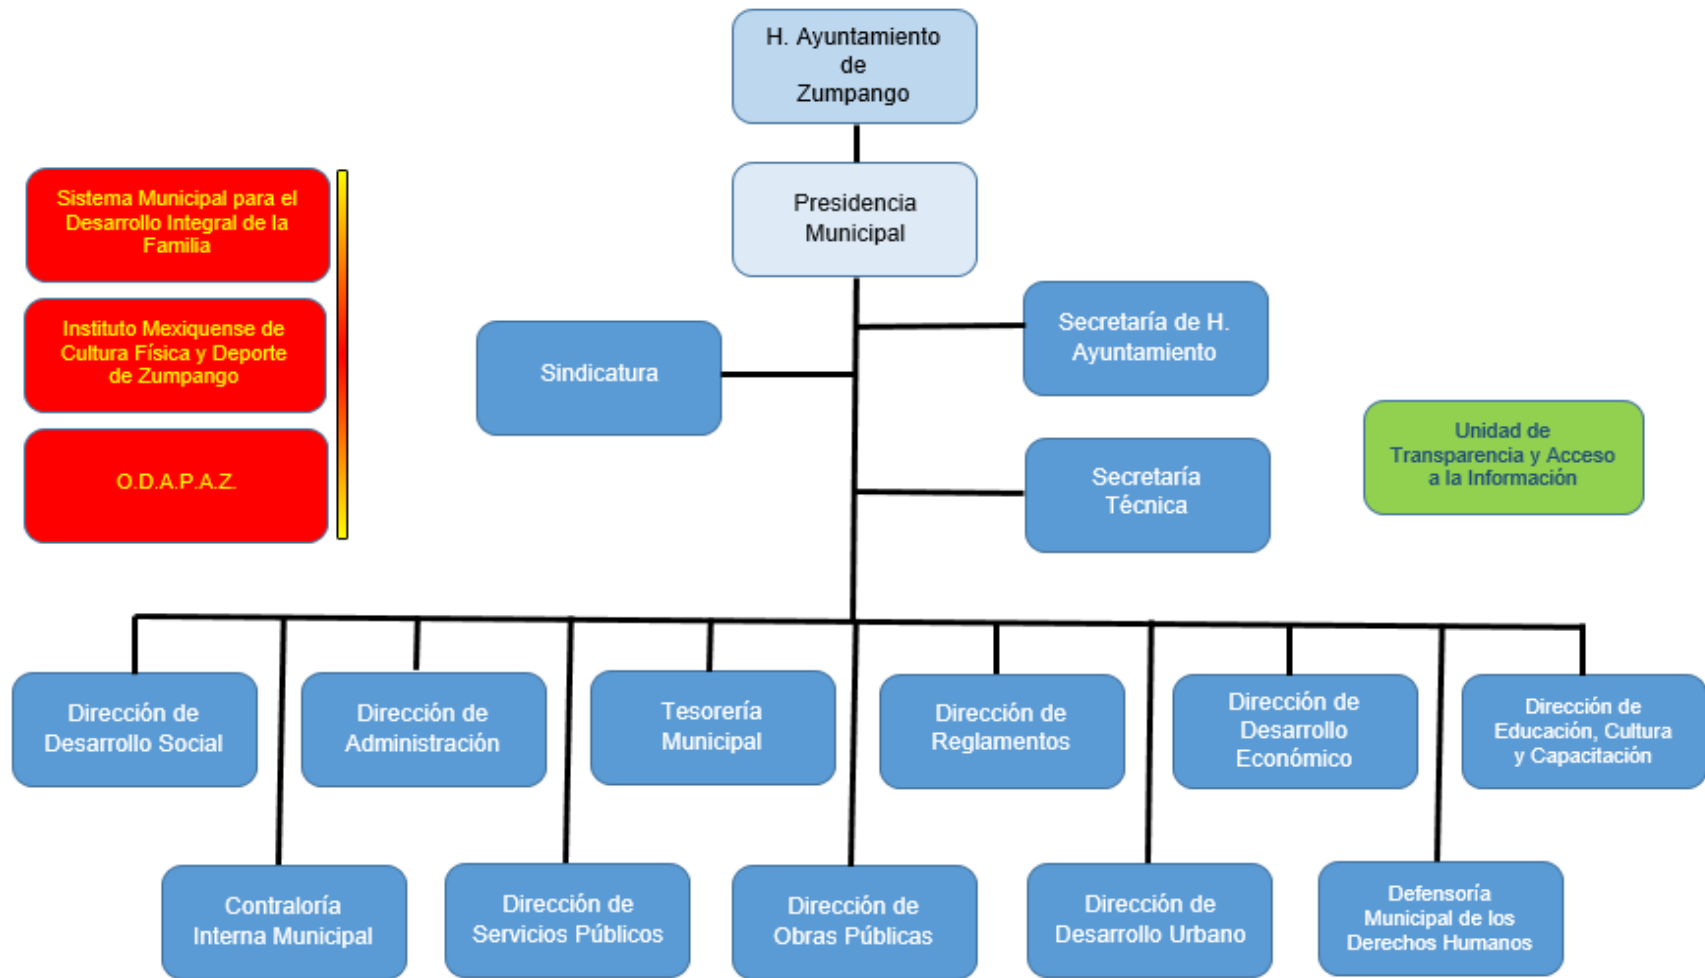 H. Ayuntamiento
de
Zumpango
Presidencia
Municipal
Sistema Municipal para el
Desarrollo Integral de la
Familia
Instituto Mexiquense de
Cultura Física y Deporte
de Zumpango
O.D.A.P.A.Z.
Sindicatura
Secretaría de H.
Ayuntamiento
Secretaría
Técnica
Unidad de
Transparencia y Acceso
a la Información
Dirección de
Desarrollo Social
Dirección de
Administración
Tesorería
Municipal
Dirección de
Reglamentos
Dirección de
Desarrollo
Económico
Dirección de
Educación, Cultura
y Capacitación
Contraloría
Interna Municipal
Dirección de
Servicios Públicos
Dirección de
Obras Públicas
Dirección de
Desarrollo Urbano
Defensoría
Municipal de los
Derechos Humanos